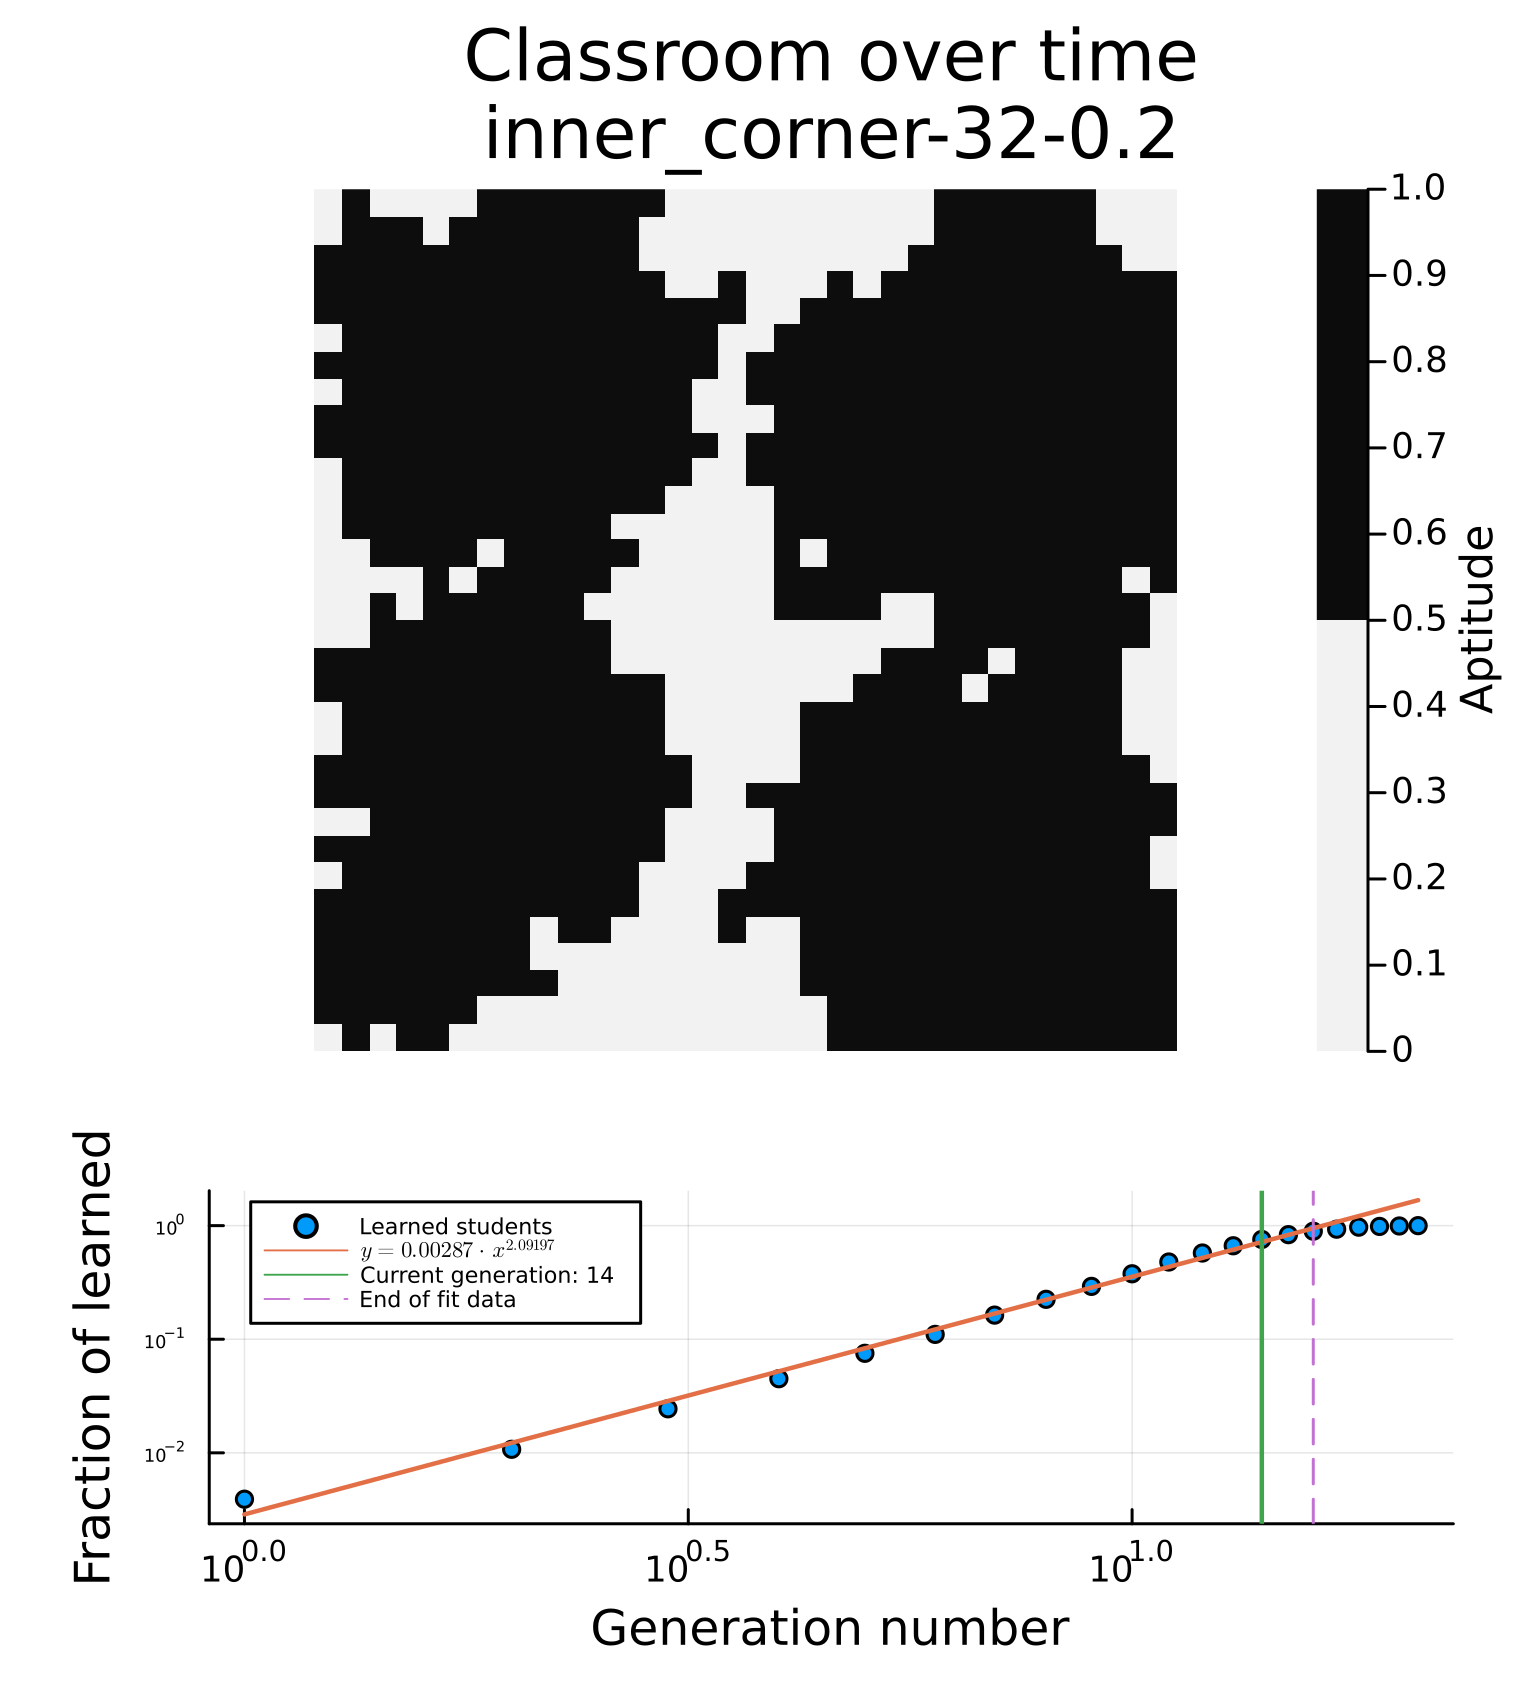 Classroom over time
inner_corner-32-0.2
1.0
0.9
0.8
0.7
0.6
0.5
0.4
0.3
0.2
0.1
0
Aptitude
Fraction of learned
10^0
10^−1
10^−2
Learned students
y = 0.00287 · x^2.09197
Current generation: 14
End of fit data
10^0.0
10^0.5
10^1.0
Generation number